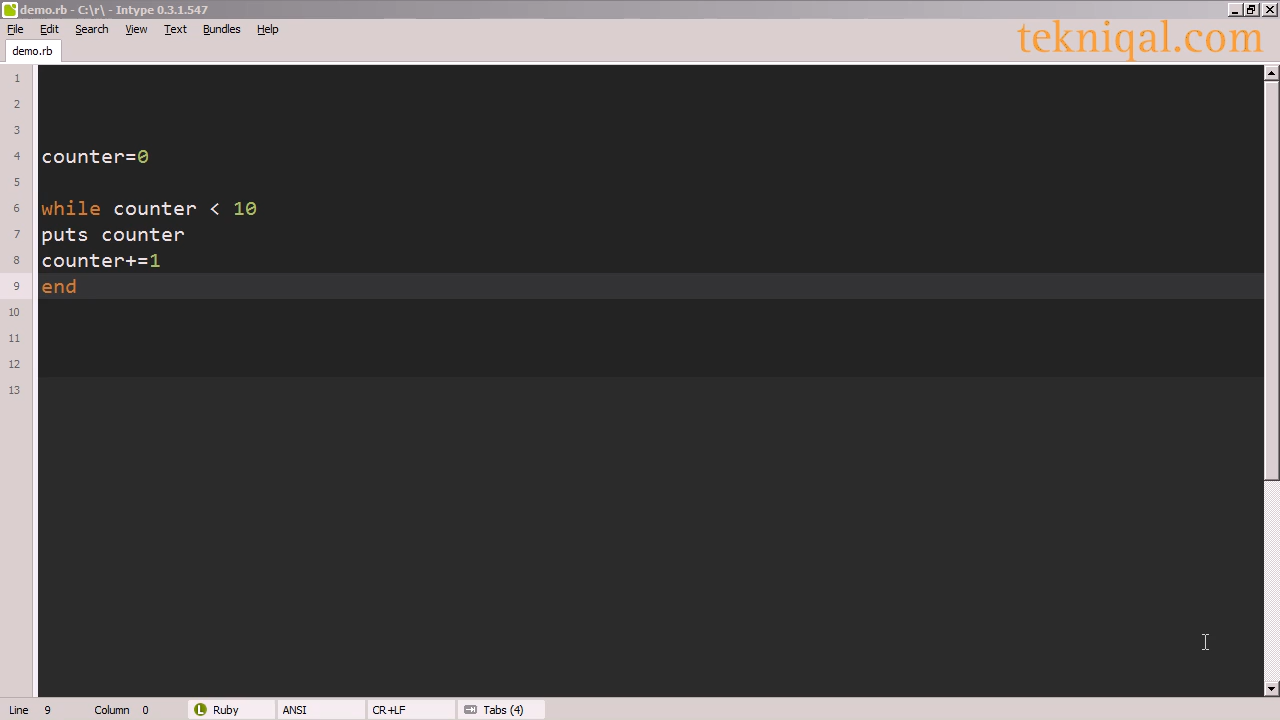 demo.rb - C:\r\ - Intype 0.3.1.547
File Edit Search View Text Bundles Help
tekniqal.com
demo.rb
1
2
3
4 counter=0
5
6 while counter < 10
7 puts counter
8 counter+=1
9 end
10
11
12
13
Line 9 Column 0 L Ruby ANSI CR+LF Tabs (4)